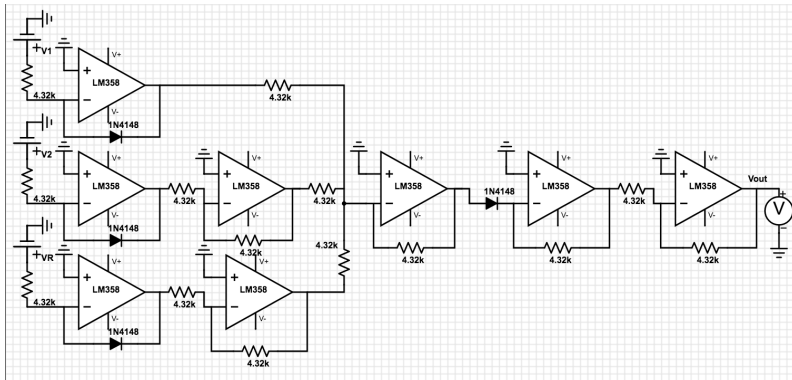 +V1
V+
LM358
V-
4.32k
1N4148
4.32k
+V2
V+
LM358
V-
4.32k
1N4148
4.32k
V+
LM358
V-
4.32k
4.32k
V+
LM358
V-
4.32k
1N4148
V+
LM358
V-
4.32k
4.32k
V+
LM358
V-
4.32k
Vout
+
V
+VR
V+
LM358
V-
4.32k
1N4148
4.32k
V+
LM358
V-
4.32k
4.32k